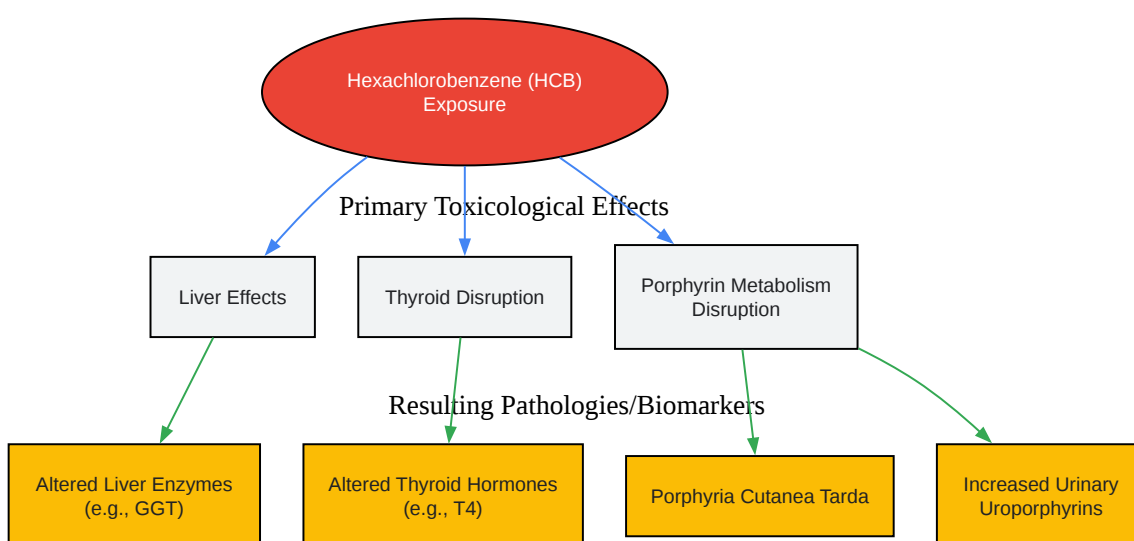 Hexachlorobenzene (HCB)
Exposure
Primary Toxicological Effects
Liver Effects
Thyroid Disruption
Porphyrin Metabolism
Disruption
Resulting Pathologies/Biomarkers
Altered Liver Enzymes
(e.g., GGT)
Altered Thyroid Hormones
(e.g., T4)
Porphyria Cutanea Tarda
Increased Urinary
Uroporphyrins